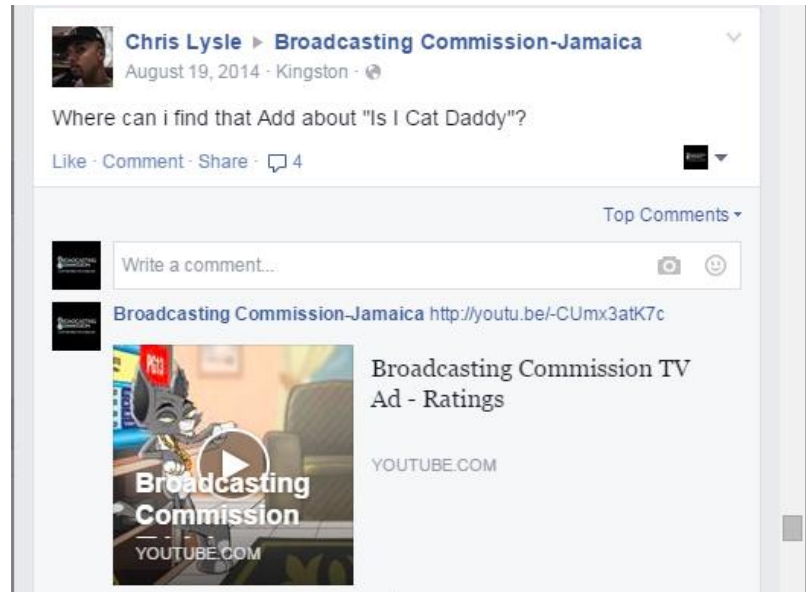 Chris Lysle ▸ Broadcasting Commission-Jamaica
August 19, 2014 · Kingston ·
Where can i find that Add about "Is I Cat Daddy"?
Like · Comment · Share · 4
Top Comments
Write a comment...
Broadcasting Commission-Jamaica http://youtu.be/-CUmx3atK7c
PG13
Broadcasting Commission TV
Ad - Ratings
YOUTUBE.COM
Broadcasting
Commission
YOUTUBE.COM